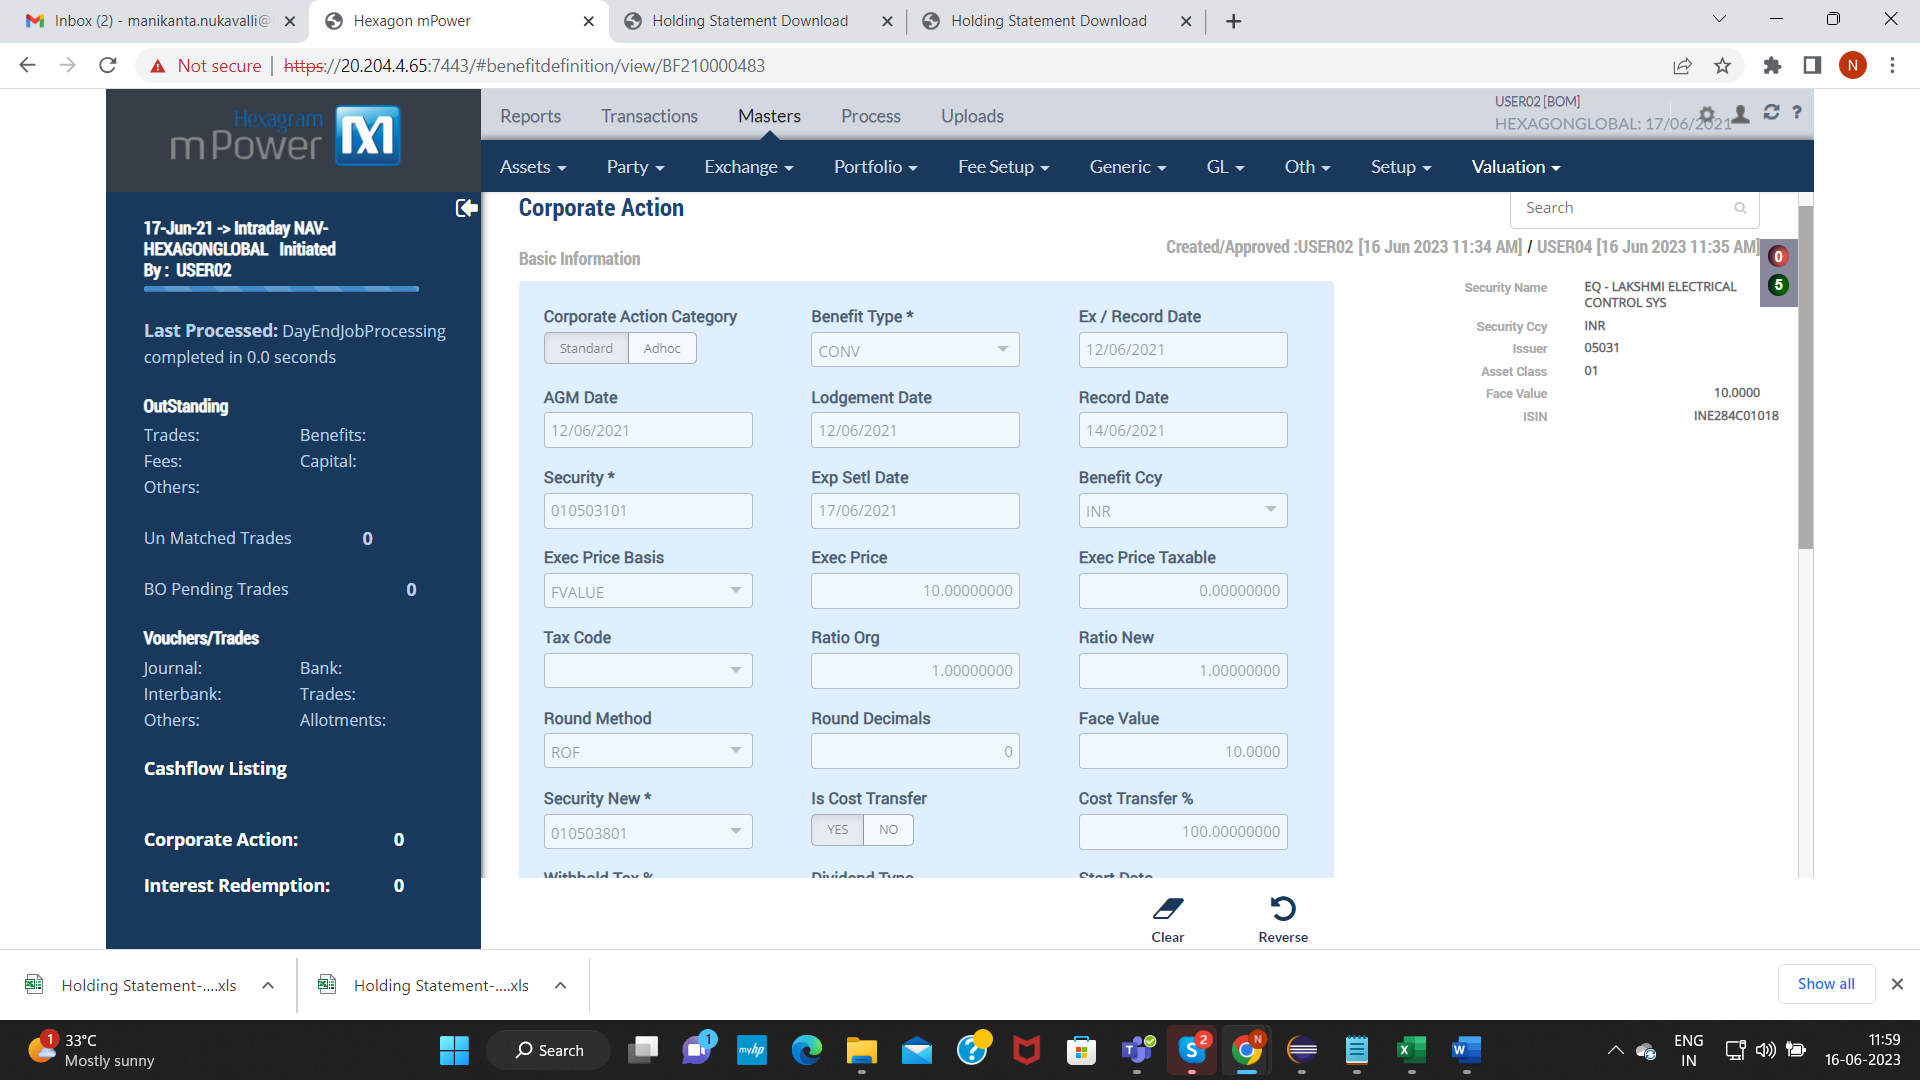 Inbox (2) - manikanta.nukavalli@
Hexagon mPower
Holding Statement Download
Holding Statement Download
Not secure
https://20.204.4.65:7443/#benefitdefinition/view/BF210000483
N
Hexagram
mPower
Reports
Transactions
Masters
Process
Uploads
USER02 [BOM]
HEXAGONGLOBAL: 17/06/2021
?
Assets
Party
Exchange
Portfolio
Fee Setup
Generic
GL
Oth
Setup
Valuation
17-Jun-21 -> Intraday NAV-
HEXAGONGLOBAL Initiated
By : USER02
Last Processed: DayEndJobProcessing
completed in 0.0 seconds
OutStanding
Trades:
Benefits:
Fees:
Capital:
Others:
Un Matched Trades 0
BO Pending Trades 0
Vouchers/Trades
Journal:
Bank:
Interbank:
Trades:
Others:
Allotments:
Cashflow Listing
Corporate Action: 0
Interest Redemption: 0
Corporate Action
Search
Basic Information
Created/Approved :USER02 [16 Jun 2023 11:34 AM] / USER04 [16 Jun 2023 11:35 AM]
0
5
Security Name EQ - LAKSHMI ELECTRICAL
CONTROL SYS
Security Ccy INR
Issuer 05031
Asset Class 01
Face Value 10.0000
ISIN INE284C01018
Corporate Action Category
Benefit Type *
Ex / Record Date
Standard
Adhoc
CONV
12/06/2021
AGM Date
Lodgement Date
Record Date
12/06/2021
12/06/2021
14/06/2021
Security *
Exp Setl Date
Benefit Ccy
010503101
17/06/2021
INR
Exec Price Basis
Exec Price
Exec Price Taxable
FVALUE
10.00000000
0.00000000
Tax Code
Ratio Org
Ratio New
1.00000000
1.00000000
Round Method
Round Decimals
Face Value
ROF
0
10.0000
Security New *
Is Cost Transfer
Cost Transfer %
010503801
YES
NO
100.00000000
Withhold Tax %
Dividend Type
Start Date
Clear
Reverse
Holding Statement-....xls
Holding Statement-....xls
Show all
1
33°C
Mostly sunny
Search
1
myhp
2
S
N
ENG
IN
11:59
16-06-2023